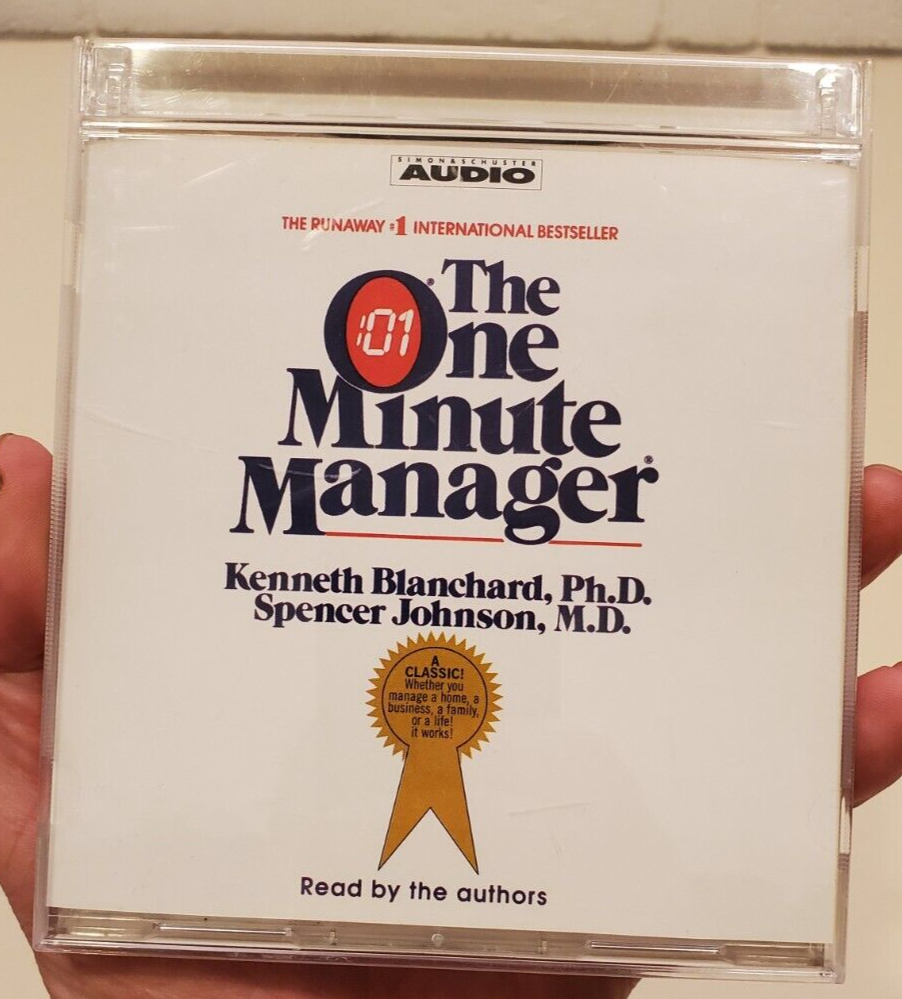 SIMON & SCHUSTER
AUDIO
THE RUNAWAY #1 INTERNATIONAL BESTSELLER
The
:01
One
Minute
Manager®
Kenneth Blanchard, Ph.D.
Spencer Johnson, M.D.
A
CLASSIC!
Whether you
manage a home, a
business, a family,
or a life!
it works!
Read by the authors